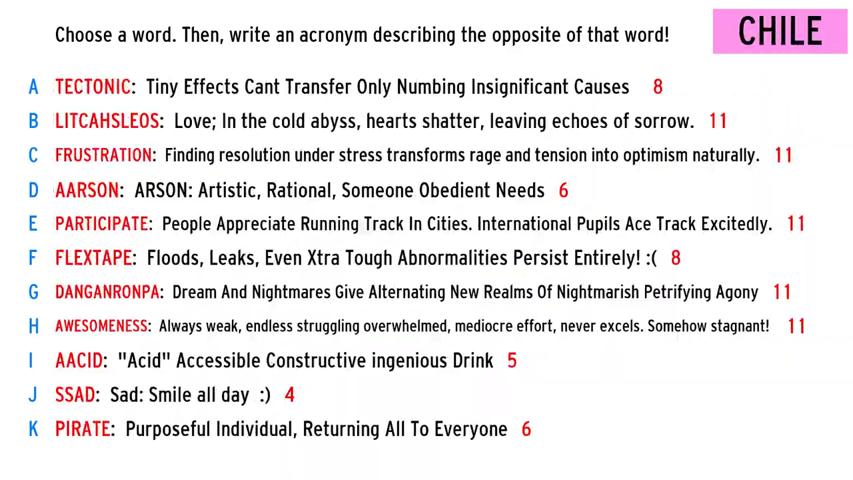 Choose a word. Then, write an acronym describing the opposite of that word!
CHILE
A TECTONIC: Tiny Effects Cant Transfer Only Numbing Insignificant Causes 8
B LITCAHSLEOS: Love; In the cold abyss, hearts shatter, leaving echoes of sorrow. 11
C FRUSTRATION: Finding resolution under stress transforms rage and tension into optimism naturally. 11
D AARSON: ARSON: Artistic, Rational, Someone Obedient Needs 6
E PARTICIPATE: People Appreciate Running Track In Cities. International Pupils Ace Track Excitedly. 11
F FLEXTAPE: Floods, Leaks, Even Xtra Tough Abnormalities Persist Entirely! :( 8
G DANGANRONPA: Dream And Nightmares Give Alternating New Realms Of Nightmarish Petrifying Agony 11
H AWESOMENESS: Always weak, endless struggling overwhelmed, mediocre effort, never excels. Somehow stagnant! 11
I AACID: "Acid" Accessible Constructive ingenious Drink 5
J SSAD: Sad: Smile all day :) 4
K PIRATE: Purposeful Individual, Returning All To Everyone 6